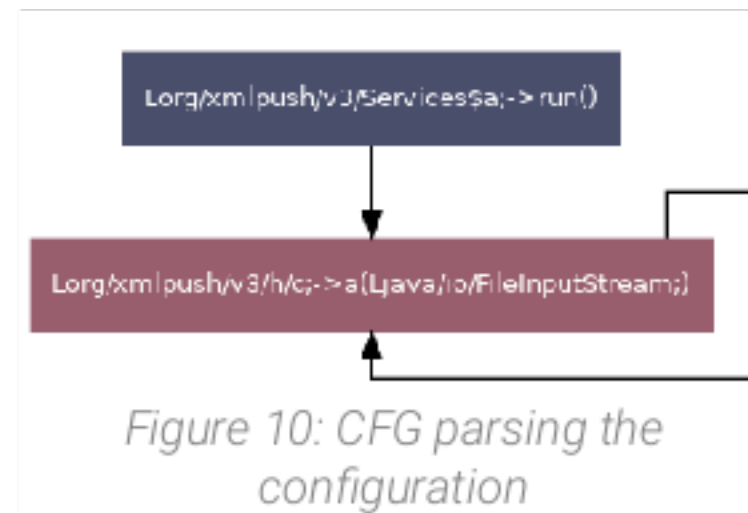 Lorg/xmlpush/v3/Services$a;->run()
Lorg/xmlpush/v3/h/c;->a(Ljava/io/FileInputStream;)
Figure 10: CFG parsing the
configuration